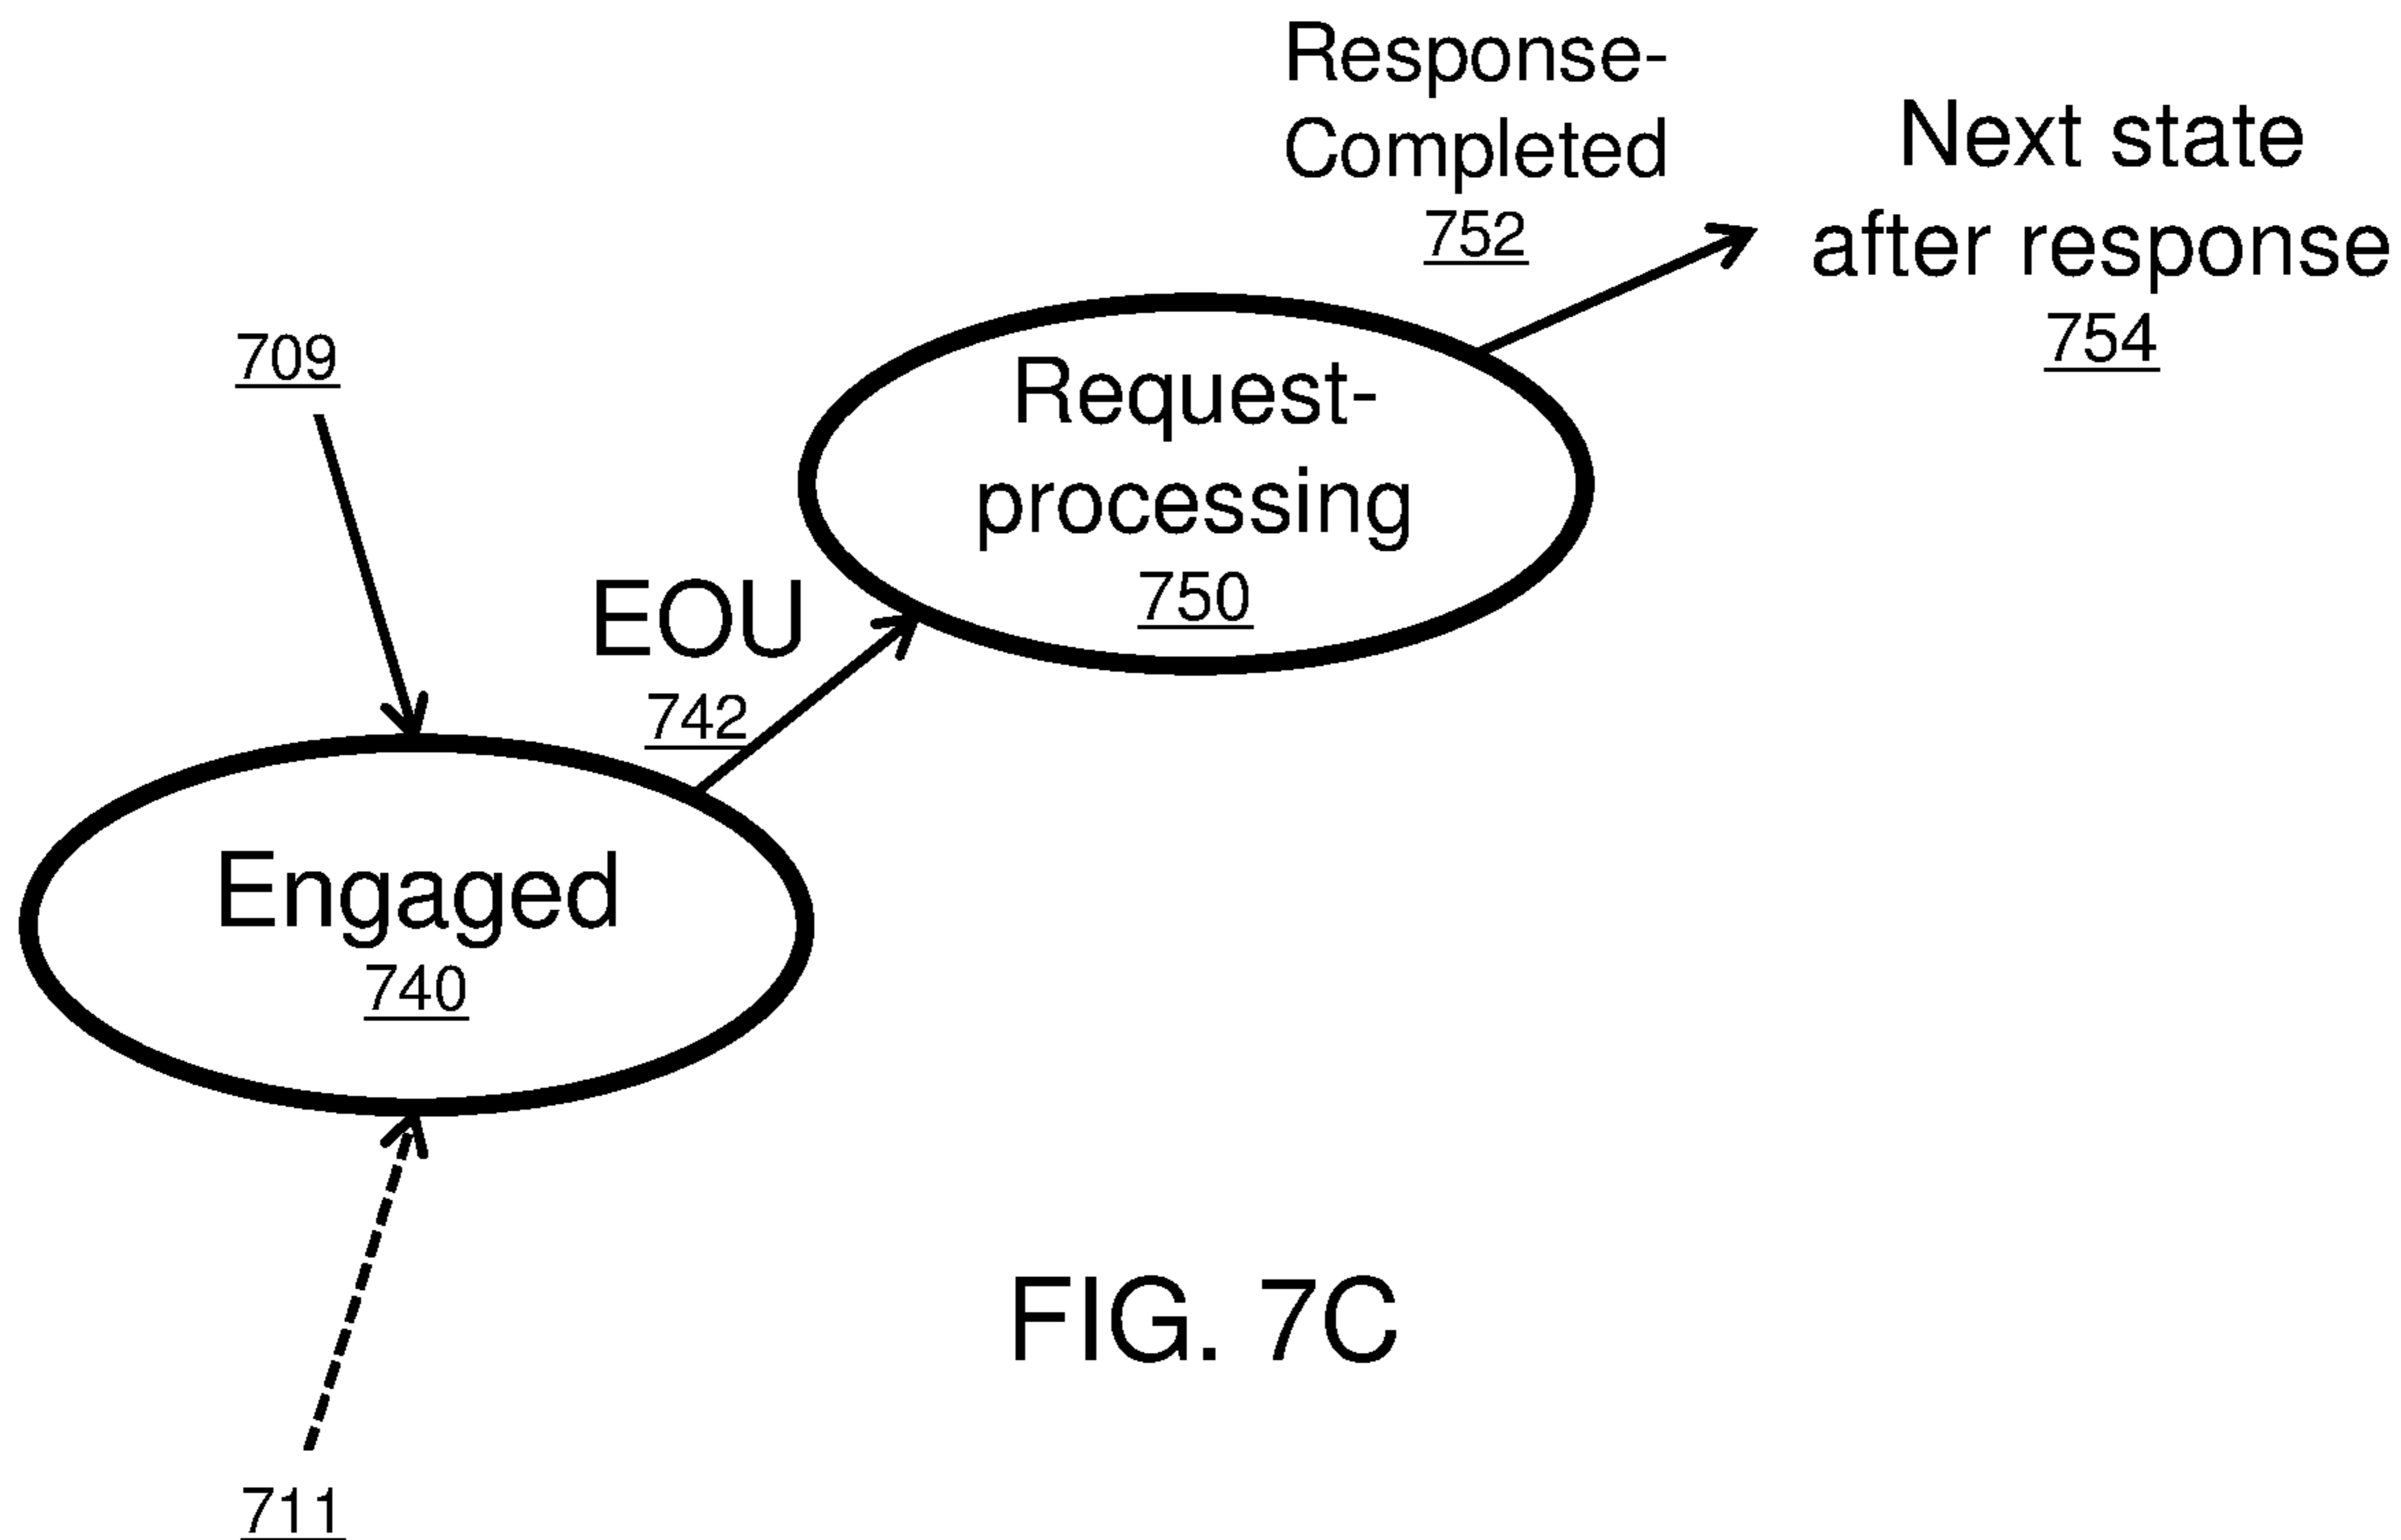 Response-
Completed
752
Next state
after response
754
709
Request-
processing
750
EOU
742
Engaged
740
711
FIG. 7C